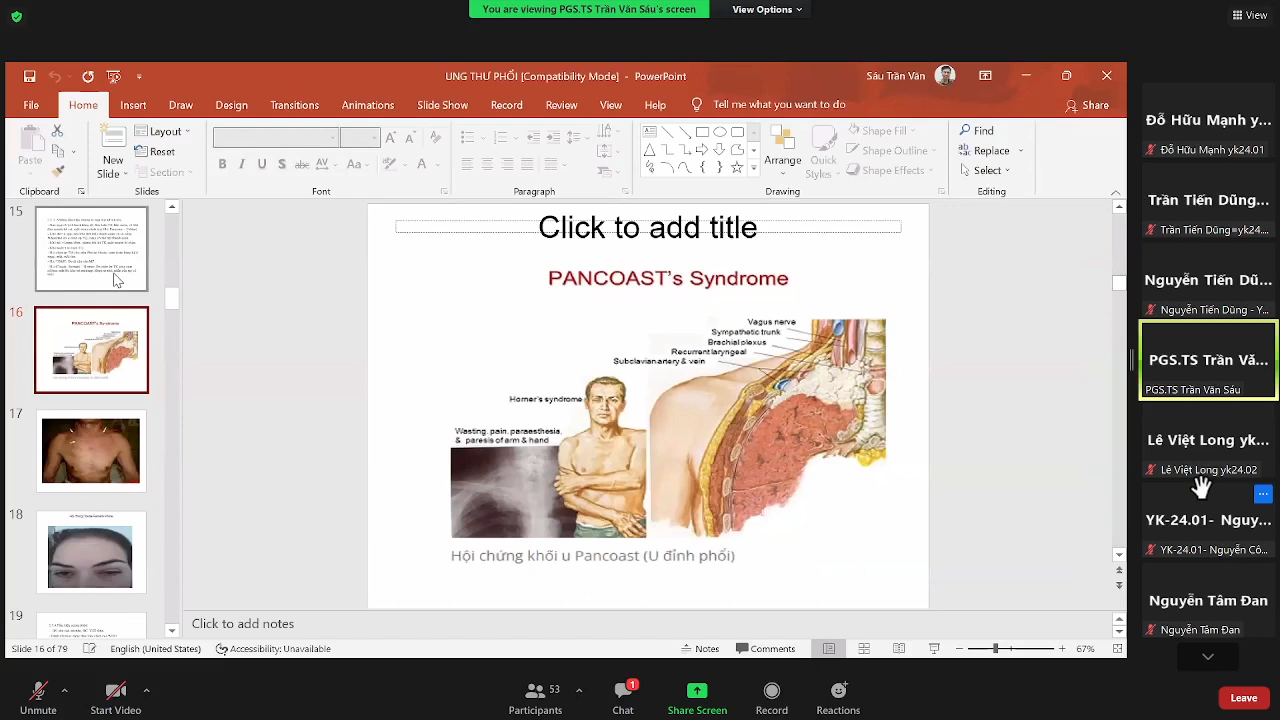 You are viewing PGS.TS Trần Văn Sáu's screen
View Options
View
UNG THƯ PHỔI [Compatibility Mode] - PowerPoint
Sáu Trần Văn
File Home Insert Draw Design Transitions Animations Slide Show Record Review View Help Tell me what you want to do Share
Paste
New Slide
Layout
Reset
Section
Arrange
Quick Styles
Shape Fill
Shape Outline
Shape Effects
Find
Replace
Select
Clipboard Slides Font Paragraph Drawing Editing
15
16
17
18
19
Click to add title
PANCOAST's Syndrome
Vagus nerve
Sympathetic trunk
Brachial plexus
Recurrent laryngeal
Subclavian artery & vein
Horner's syndrome
Wasting, pain, paraesthesia,
& paresis of arm & hand
Hội chứng khối u Pancoast (U đỉnh phổi)
Click to add notes
Slide 16 of 79 English (United States) Accessibility: Unavailable Notes Comments 67%
Đỗ Hữu Mạnh y...
Đỗ Hữu Mạnh yk24.01
Trần Tiến Dũng...
Trần Tiến Dũng yk24.0...
Nguyễn Tiến Dũ...
Nguyễn Tiến Dũng - Y...
PGS.TS Trần Vă...
PGS.TS Trần Văn Sáu
Lê Việt Long yk...
Lê Việt Long yk24.02
YK-24.01- Nguy...
YK-24.01- Nguyễn Cô...
Nguyễn Tâm Đan
Nguyễn Tâm Đan
Unmute
Start Video
53
Participants
1
Chat
Share Screen
Record
Reactions
Leave